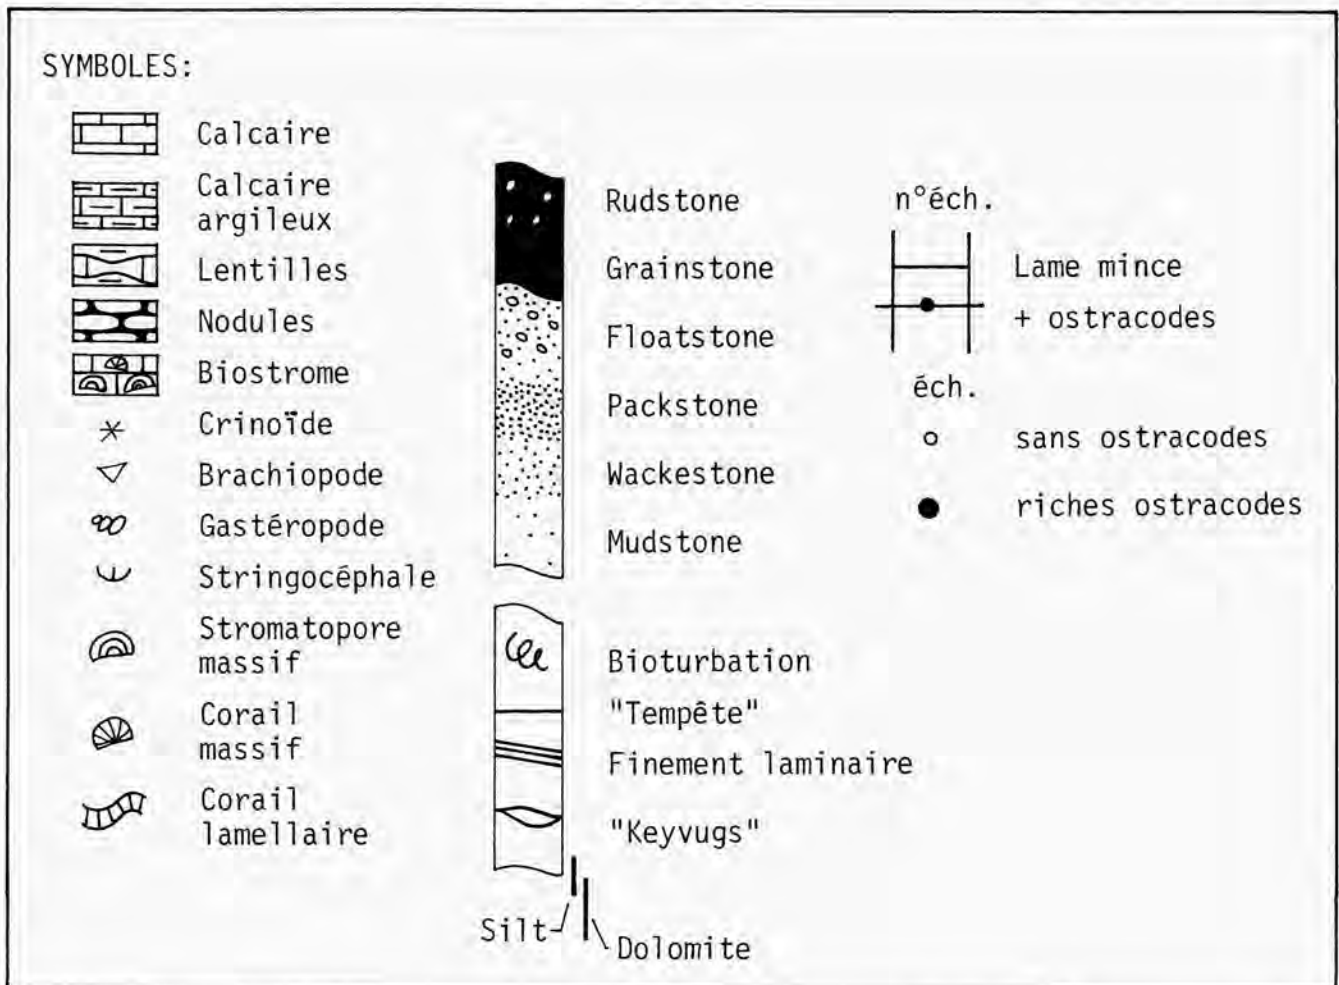 SYMBOLES:
Calcaire
Calcaire
argileux
Lentilles
Nodules
Biostrome
Crinoïde
Brachiopode
Gastéropode
Stringocéphale
Stromatopore
massif
Corail
massif
Corail
lamellaire
Rudstone
Grainstone
Floatstone
Packstone
Wackestone
Mudstone
Bioturbation
"Tempête"
Finement laminaire
"Keyvugs"
Silt
Dolomite
n°éch.
Lame mince
+ ostracodes
éch.
sans ostracodes
riches ostracodes